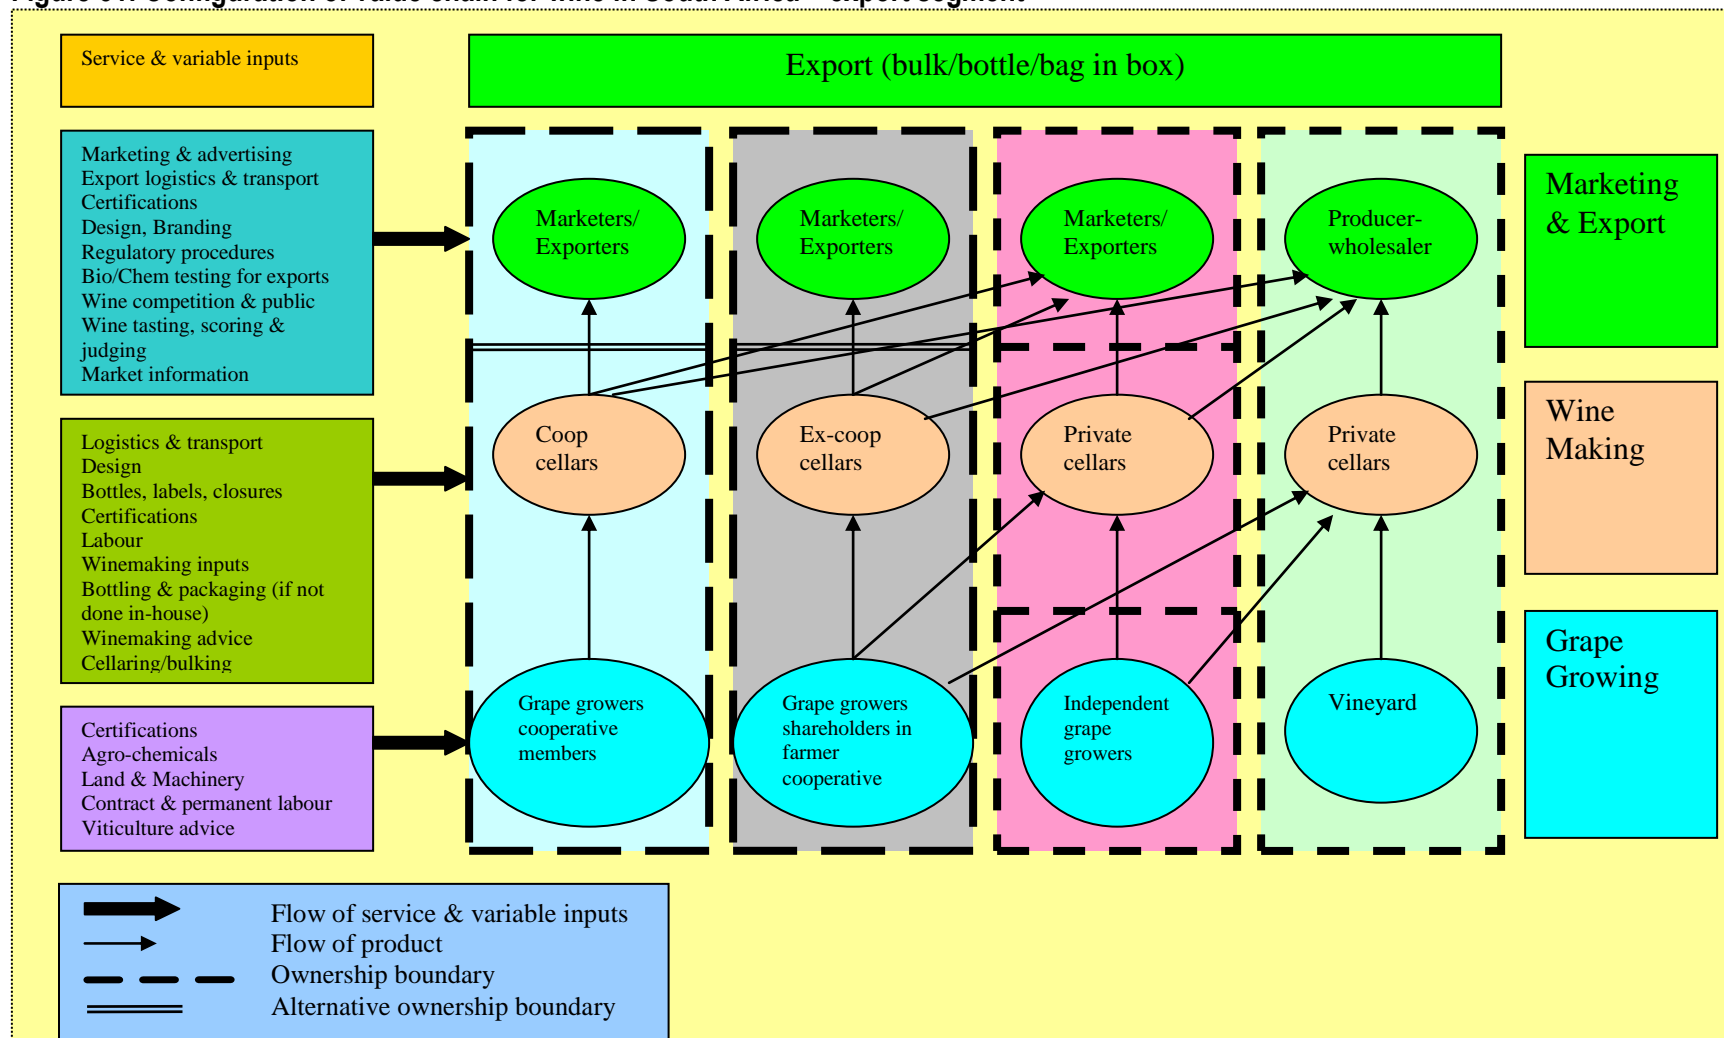 Service & variable inputs
Export (bulk/bottle/bag in box)
Marketing & advertising
Export logistics & transport
Certifications
Design, Branding
Regulatory procedures
Bio/Chem testing for exports
Wine competition & public
Wine tasting, scoring &
judging
Market information
Marketers/
Exporters
Marketers/
Exporters
Marketers/
Exporters
Producer-
wholesaler
Marketing
& Export
Logistics & transport
Design
Bottles, labels, closures
Certifications
Labour
Winemaking inputs
Bottling & packaging (if not
done in-house)
Winemaking advice
Cellaring/bulking
Coop
cellars
Ex-coop
cellars
Private
cellars
Private
cellars
Wine
Making
Certifications
Agro-chemicals
Land & Machinery
Contract & permanent labour
Viticulture advice
Grape growers
cooperative
members
Grape growers
shareholders in
farmer
cooperative
Independent
grape
growers
Vineyard
Grape
Growing
Flow of service & variable inputs
Flow of product
Ownership boundary
Alternative ownership boundary